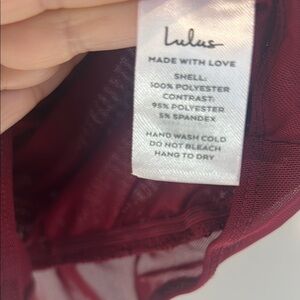 Lulus
MADE WITH LOVE
SHELL:
100% POLYESTER
CONTRAST:
95% POLYESTER
5% SPANDEX
HAND WASH COLD
DO NOT BLEACH
HANG TO DRY